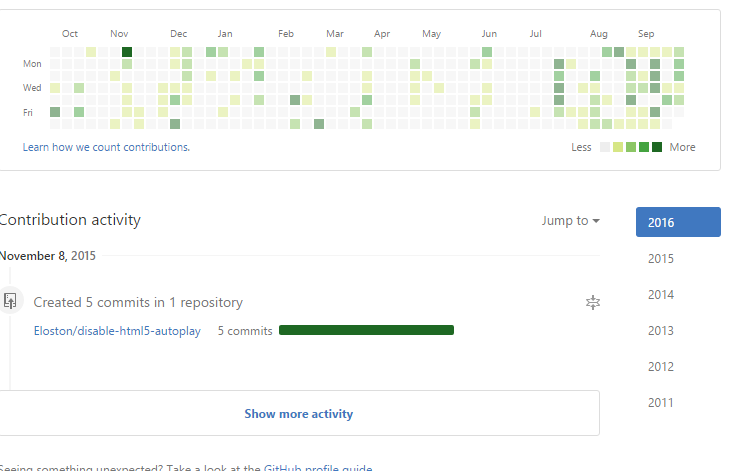 Oct Nov Dec Jan Feb Mar Apr May Jun Jul Aug Sep
Mon
Wed
Fri
Learn how we count contributions.
Less More
Contribution activity
Jump to
2016
November 8, 2015
2015
2014
Created 5 commits in 1 repository
Eloston/disable-html5-autoplay 5 commits
2013
2012
2011
Show more activity
Seeing something unexpected? Take a look at the GitHub profile guide.